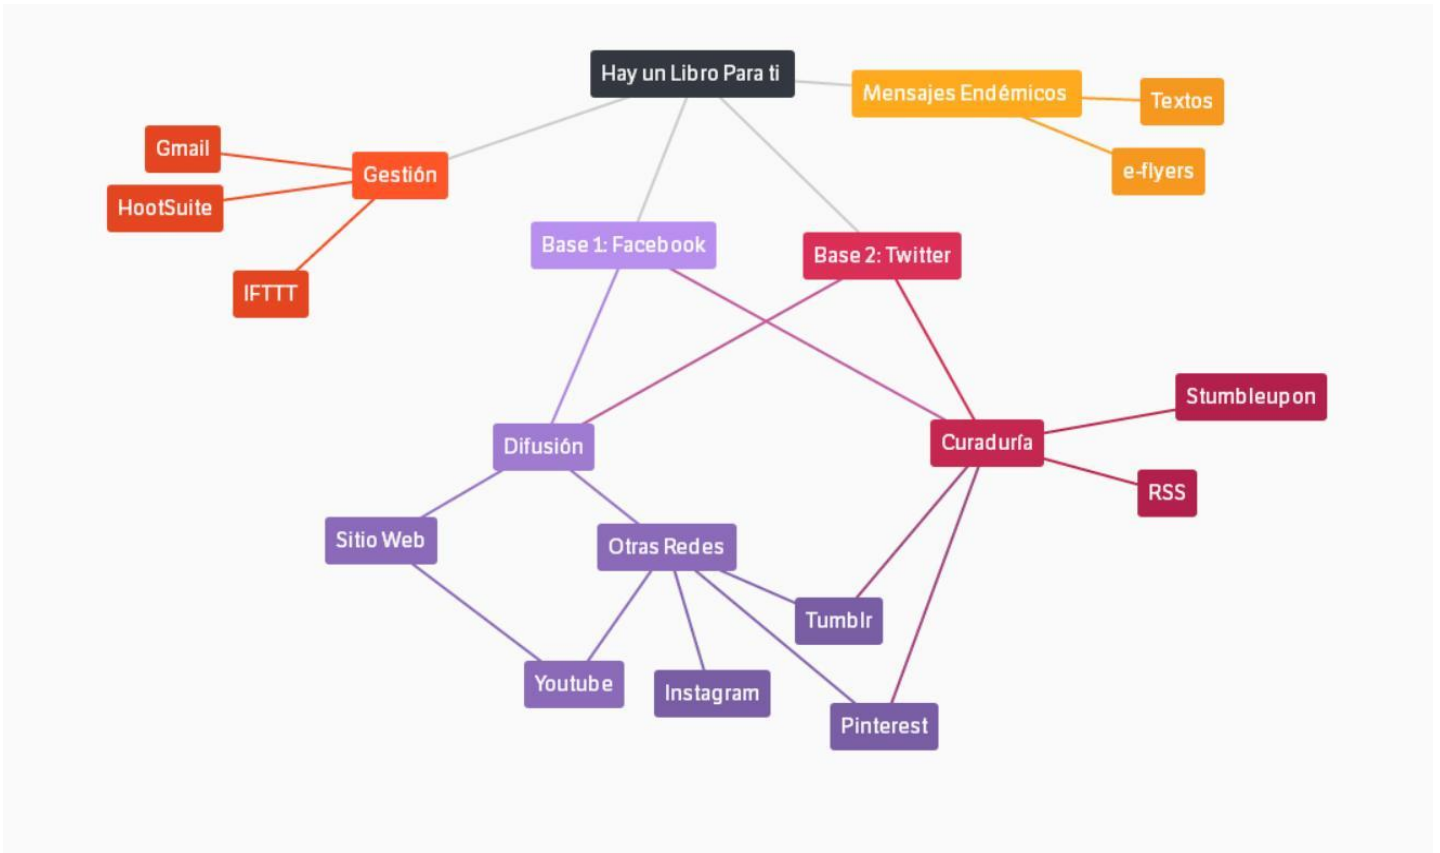 Hay un Libro Para ti
Mensajes Endémicos
Textos
e-flyers
Gmail
Gestión
HootSuite
IFTTT
Base 1: Facebook
Base 2: Twitter
Stumbleupon
Difusión
Curaduría
RSS
Sitio Web
Otras Redes
Tumblr
Youtube
Instagram
Pinterest